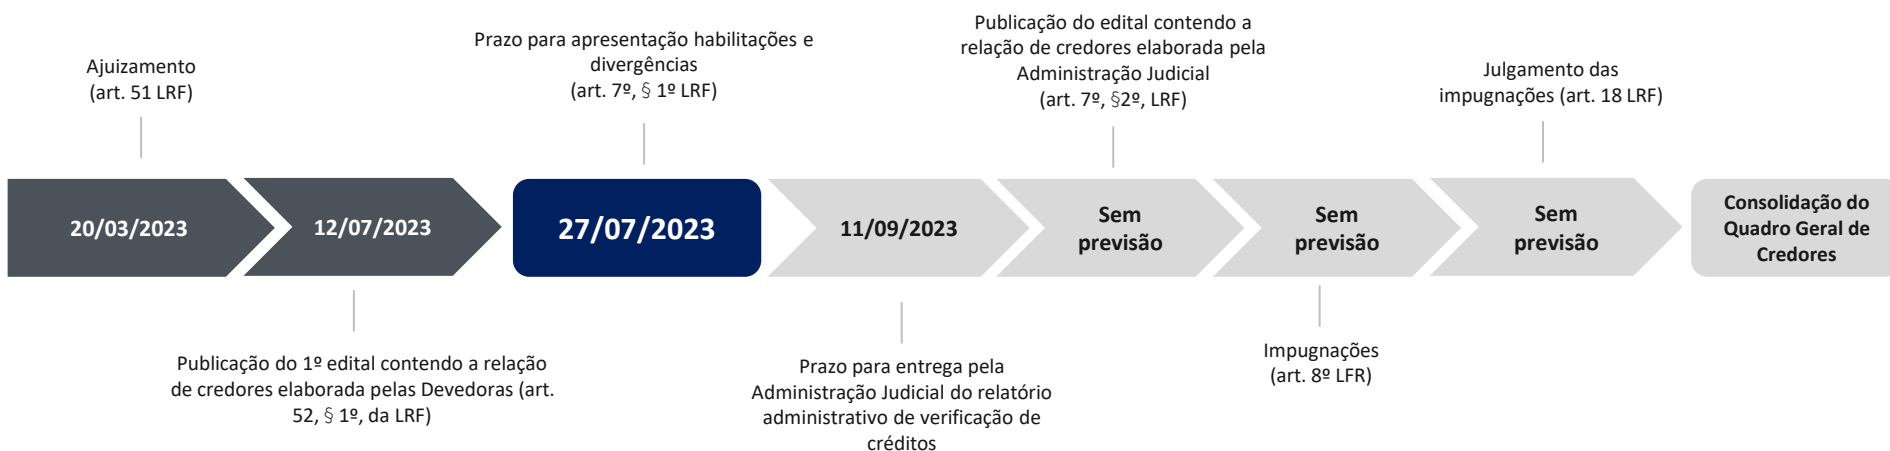 Ajuizamento
(art. 51 LRF)
Prazo para apresentação habilitações e
divergências
(art. 7º, § 1º LRF)
Publicação do edital contendo a
relação de credores elaborada pela
Administração Judicial
(art. 7º, §2º, LRF)
Julgamento das
impugnações (art. 18 LRF)
20/03/2023
12/07/2023
27/07/2023
11/09/2023
Sem
previsão
Sem
previsão
Sem
previsão
Consolidação do
Quadro Geral de
Credores
Publicação do 1º edital contendo a relação
de credores elaborada pelas Devedoras (art.
52, § 1º, da LRF)
Prazo para entrega pela
Administração Judicial do relatório
administrativo de verificação de
créditos
Impugnações
(art. 8º LFR)